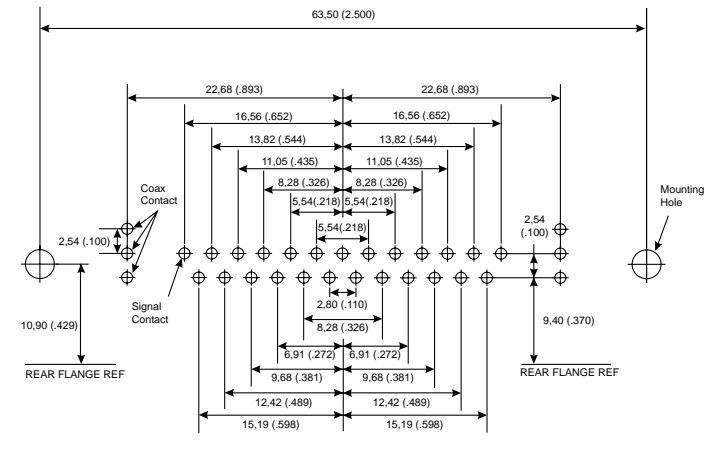 63,50 (2.500)
22,68 (.893) 22,68 (.893)
16,56 (.652) 16,56 (.652)
13,82 (.544) 13,82 (.544)
11,05 (.435) 11,05 (.435)
8,28 (.326) 8,28 (.326)
5,54(.218) 5,54(.218)
5,54(.218)
Coax
Contact
Mounting
Hole
2,54 (.100)
2,54
(.100)
Signal
Contact
2,80 (.110)
8,28 (.326)
10,90 (.429)
9,40 (.370)
6,91 (.272) 6,91 (.272)
REAR FLANGE REF
REAR FLANGE REF
9,68 (.381) 9,68 (.381)
12,42 (.489) 12,42 (.489)
15,19 (.598) 15,19 (.598)